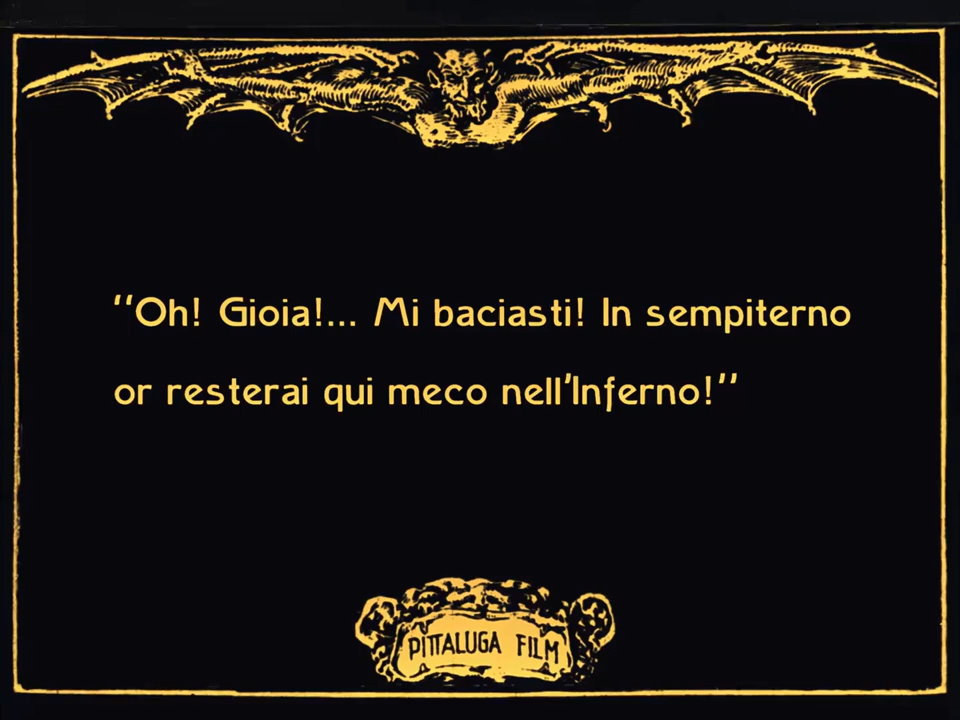 "Oh! Gioia!... Mi baciasti! In sempiterno
or resterai qui meco nell'Inferno!"
PITTALUGA FILM